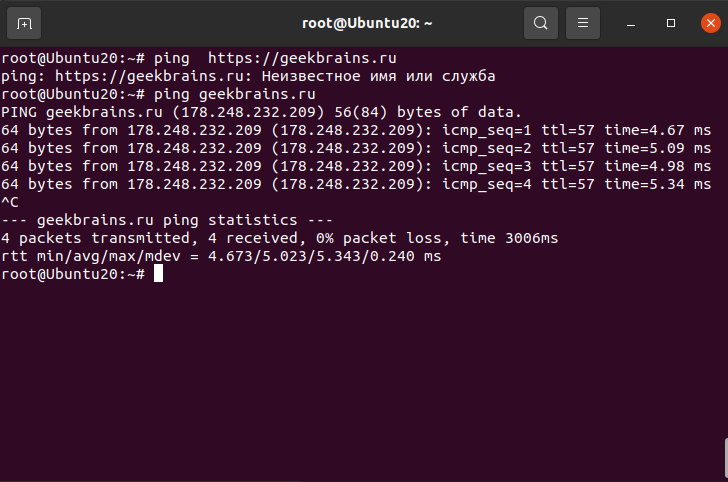 root@Ubuntu20: ~
root@Ubuntu20:~# ping  https://geekbrains.ru
ping: https://geekbrains.ru: Неизвестное имя или служба
root@Ubuntu20:~# ping geekbrains.ru
PING geekbrains.ru (178.248.232.209) 56(84) bytes of data.
64 bytes from 178.248.232.209 (178.248.232.209): icmp_seq=1 ttl=57 time=4.67 ms
64 bytes from 178.248.232.209 (178.248.232.209): icmp_seq=2 ttl=57 time=5.09 ms
64 bytes from 178.248.232.209 (178.248.232.209): icmp_seq=3 ttl=57 time=4.98 ms
64 bytes from 178.248.232.209 (178.248.232.209): icmp_seq=4 ttl=57 time=5.34 ms
^C
--- geekbrains.ru ping statistics ---
4 packets transmitted, 4 received, 0% packet loss, time 3006ms
rtt min/avg/max/mdev = 4.673/5.023/5.343/0.240 ms
root@Ubuntu20:~#